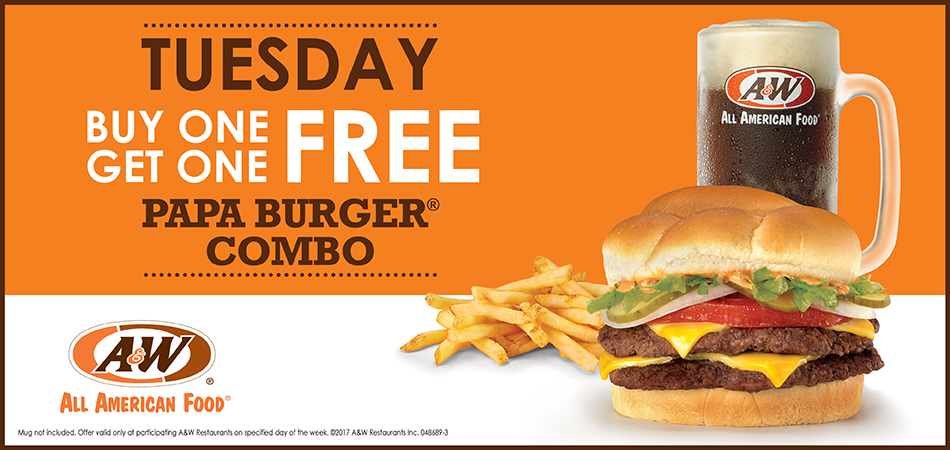 TUESDAY
BUY ONE
GET ONE FREE
PAPA BURGER®
COMBO
A&W
ALL AMERICAN FOOD®
A&W®
ALL AMERICAN FOOD®
Mug not included. Offer valid only at participating A&W Restaurants on specified day of the week. ©2017 A&W Restaurants Inc. 048689-3